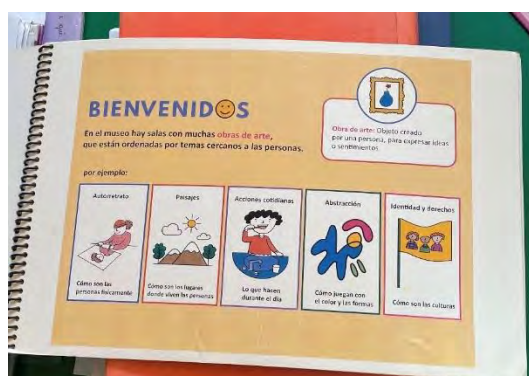 BIENVENIDOS
En el museo hay salas con muchas obras de arte,
que están ordenadas por temas cercanos a las personas,
por ejemplo:
Obra de arte: Objeto creado
por una persona, para expresar ideas
o sentimientos.
Autorretrato
Cómo son las
personas físicamente
Paisajes
Cómo son los lugares
donde viven las personas
Acciones cotidianas
Lo que hacen
durante el día
Abstracción
Cómo juegan con
el color y las formas
Identidad y derechos
Cómo son las culturas